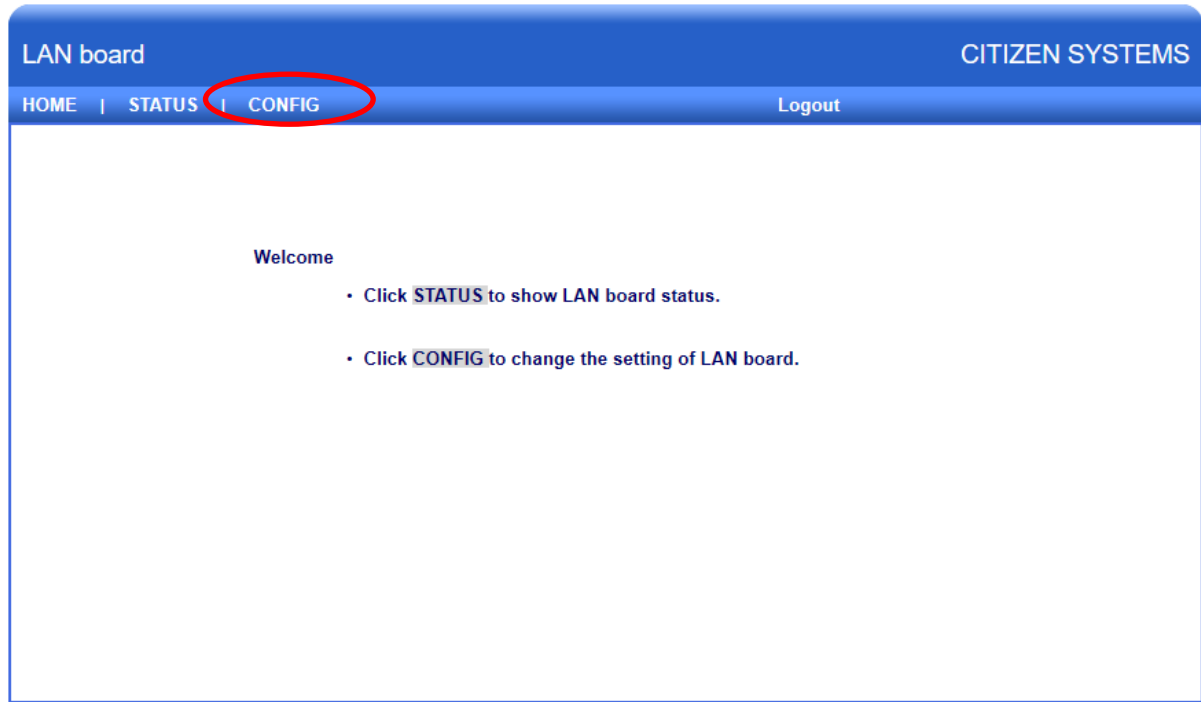 LAN board CITIZEN SYSTEMS
HOME | STATUS | CONFIG Logout
Welcome
• Click STATUS to show LAN board status.
• Click CONFIG to change the setting of LAN board.